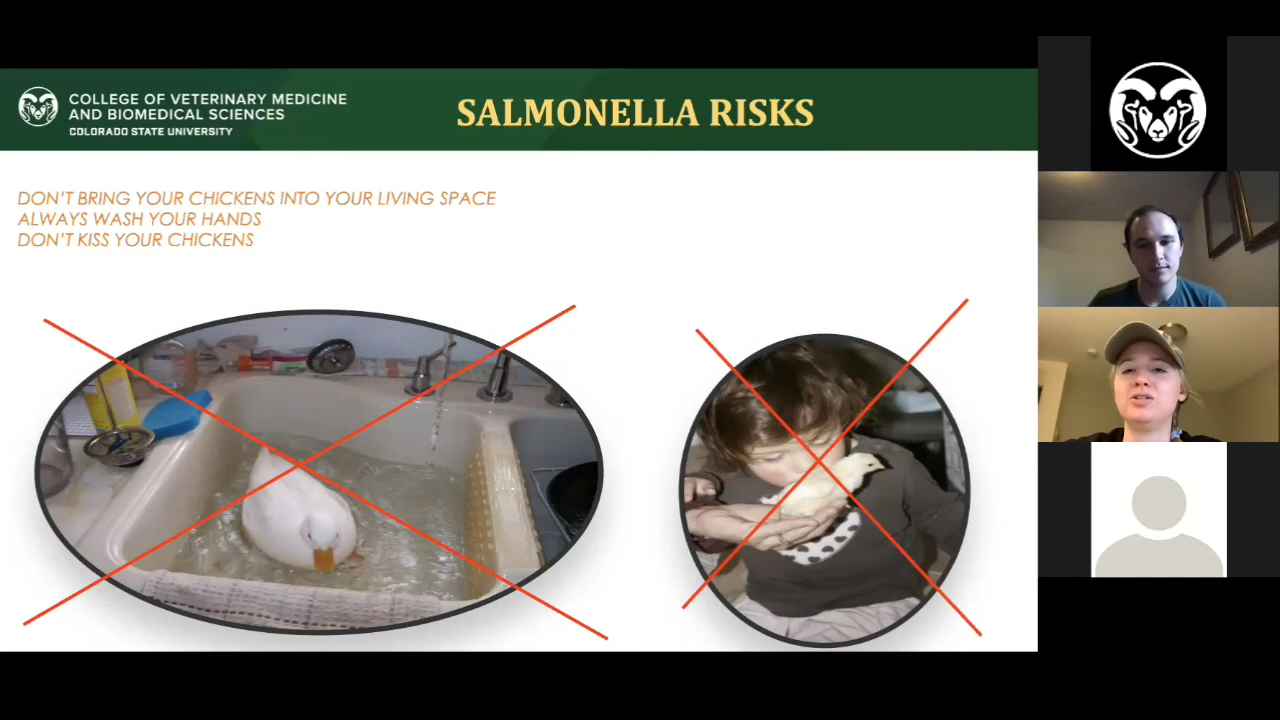 COLLEGE OF VETERINARY MEDICINE
AND BIOMEDICAL SCIENCES
COLORADO STATE UNIVERSITY
SALMONELLA RISKS
DON'T BRING YOUR CHICKENS INTO YOUR LIVING SPACE
ALWAYS WASH YOUR HANDS
DON'T KISS YOUR CHICKENS